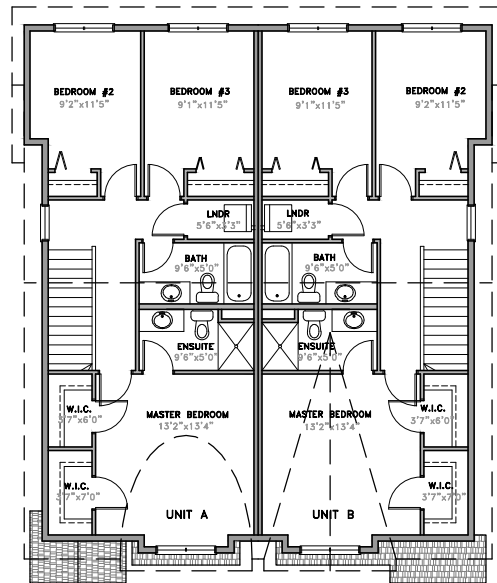 BEDROOM #2
9'2"x11'5"
BEDROOM #3
9'1"x11'5"
BEDROOM #3
9'1"x11'5"
BEDROOM #2
9'2"x11'5"
LNDR
5'6"x3'3"
LNDR
5'6"x3'3"
BATH
9'6"x5'0"
BATH
9'6"x5'0"
ENSUITE
9'6"x5'0"
ENSUITE
9'6"x5'0"
W.I.C.
3'7"x6'0"
MASTER BEDROOM
13'2"x13'4"
MASTER BEDROOM
13'2"x13'4"
W.I.C.
3'7"x6'0"
W.I.C.
3'7"x7'0"
W.I.C.
3'7"x7'0"
UNIT A
UNIT B